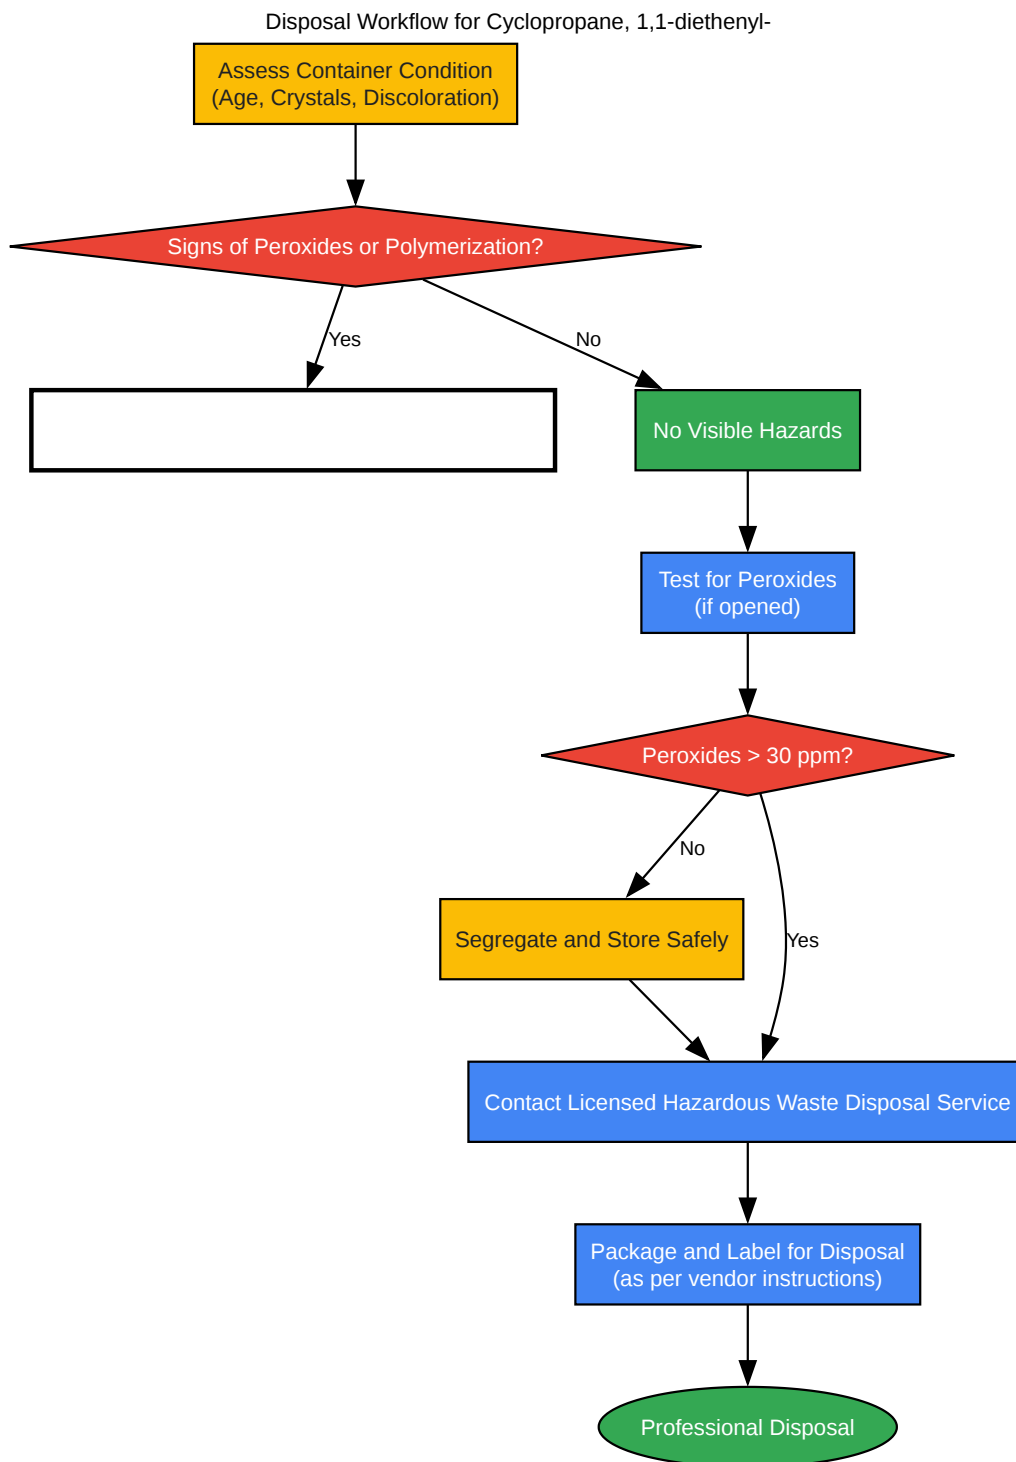 Disposal Workflow for Cyclopropane, 1,1-diethenyl-
Assess Container Condition
(Age, Crystals, Discoloration)
Signs of Peroxides or Polymerization?
Yes
No
No Visible Hazards
Test for Peroxides
(if opened)
Peroxides > 30 ppm?
No
Segregate and Store Safely
Yes
Contact Licensed Hazardous Waste Disposal Service
Package and Label for Disposal
(as per vendor instructions)
Professional Disposal